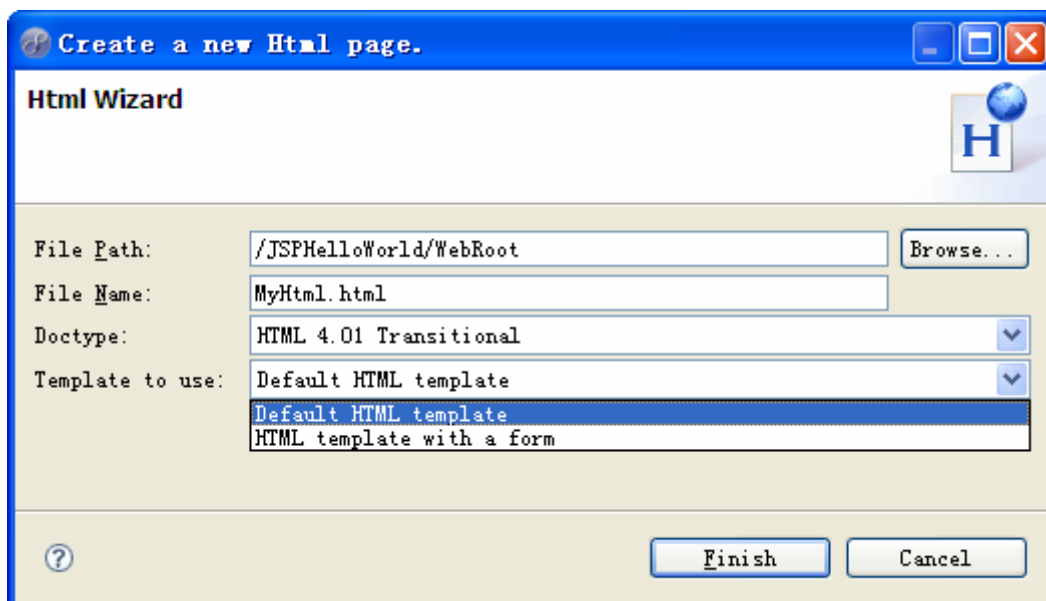 Create a new Html page.
Html Wizard
H
File Path: /JSPHelloWorld/WebRoot Browse...
File Name: MyHtml.html
Doctype: HTML 4.01 Transitional
Template to use: Default HTML template
Default HTML template
HTML template with a form
? Finish Cancel